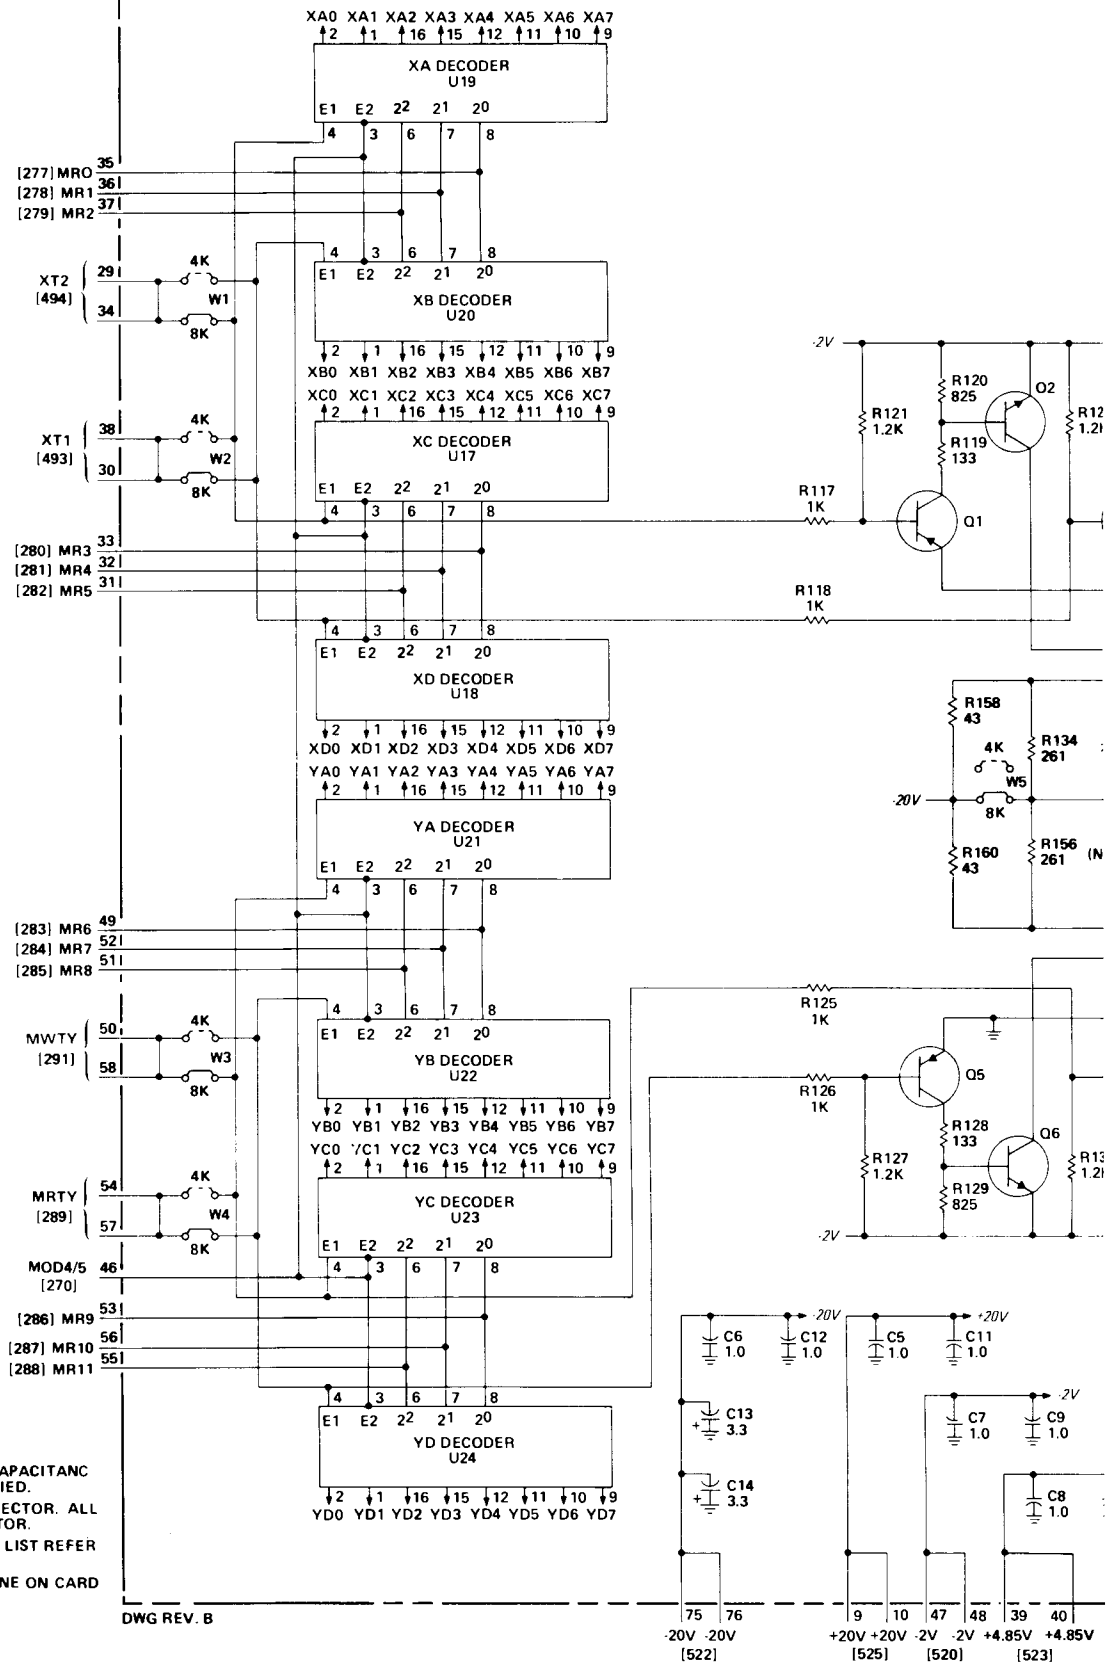 XA0 XA1 XA2 XA3 XA4 XA5 XA6 XA7
2 1 16 15 12 11 10 9
XA DECODER
U19
E1 E2 2² 2¹ 2⁰
4 3 6 7 8
[277] MR0 35
[278] MR1 36
[279] MR2 37
XT2 29
[494] 34
4K
W1
8K
4 3 6 7 8
E1 E2 2² 2¹ 2⁰
XB DECODER
U20
2 1 16 15 12 11 10 9
XB0 XB1 XB2 XB3 XB4 XB5 XB6 XB7
XC0 XC1 XC2 XC3 XC4 XC5 XC6 XC7
2 1 16 15 12 11 10 9
XT1 38
[493] 30
4K
W2
8K
XC DECODER
U17
E1 E2 2² 2¹ 2⁰
4 3 6 7 8
[280] MR3 33
[281] MR4 32
[282] MR5 31
4 3 6 7 8
E1 E2 2² 2¹ 2⁰
XD DECODER
U18
2 1 16 15 12 11 10 9
XD0 XD1 XD2 XD3 XD4 XD5 XD6 XD7
YA0 YA1 YA2 YA3 YA4 YA5 YA6 YA7
2 1 16 15 12 11 10 9
YA DECODER
U21
E1 E2 2² 2¹ 2⁰
4 3 6 7 8
[283] MR6 49
[284] MR7 52
[285] MR8 51
MWTY 50
[291] 58
4K
W3
8K
4 3 6 7 8
E1 E2 2² 2¹ 2⁰
YB DECODER
U22
2 1 16 15 12 11 10 9
YB0 YB1 YB2 YB3 YB4 YB5 YB6 YB7
YC0 YC1 YC2 YC3 YC4 YC5 YC6 YC7
2 1 16 15 12 11 10 9
MRTY 54
[289] 57
4K
W4
8K
YC DECODER
U23
E1 E2 2² 2¹ 2⁰
4 3 6 7 8
MOD4/5 46
[270]
[286] MR9 53
[287] MR10 56
[288] MR11 55
4 3 6 7 8
E1 E2 2² 2¹ 2⁰
YD DECODER
U24
2 1 16 15 12 11 10 9
YD0 YD1 YD2 YD3 YD4 YD5 YD6 YD7
-2V
R121
1.2K
R120
825
R119
133
Q2
R12
1.2
R117
1K
Q1
R118
1K
R158
43
4K
W5
8K
R134
261
-20V
R160
43
R156
261
(N
R125
1K
R126
1K
Q5
R128
133
Q6
R127
1.2K
R129
825
R13
1.2
-2V
-20V
C6
1.0
C12
1.0
+20V
C5
1.0
C11
1.0
C13
+ 3.3
-2V
C7
1.0
C9
1.0
C14
+ 3.3
C8
1.0
APACITANC
IED.
ECTOR. ALL
TOR.
LIST REFER
NE ON CARD
DWG REV. B
75 76 9 10 47 48 39 40
-20V -20V +20V +20V -2V -2V +4.85V +4.85V
[522] [525] [520] [523]